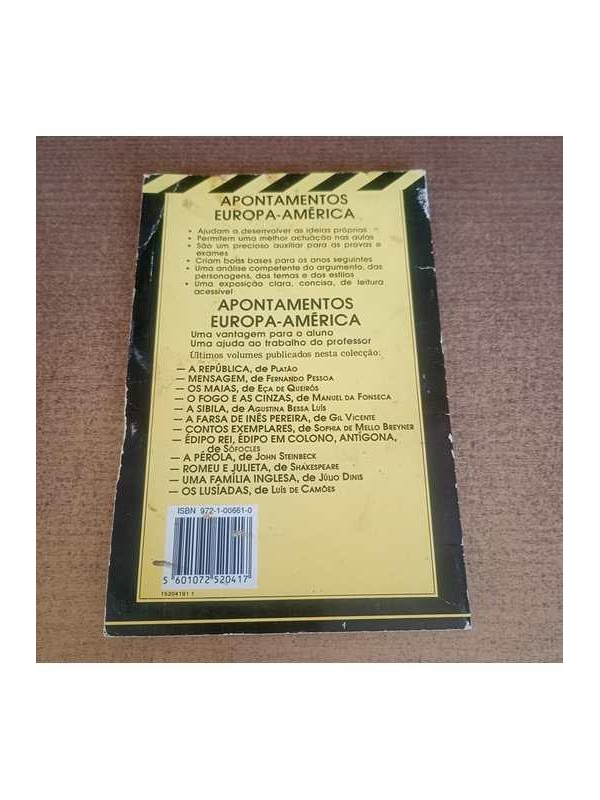 APONTAMENTOS
EUROPA-AMÉRICA
• Ajudam a desenvolver as ideias próprias
• Permitem uma melhor actuação nas aulas
• São um precioso auxiliar para as provas e
exames
• Criam boas bases para os anos seguintes
• Uma análise competente do argumento, das
personagens, dos temas e dos estilos
• Uma exposição clara, concisa, de leitura
acessível
APONTAMENTOS
EUROPA-AMÉRICA
Uma vantagem para o aluno
Uma ajuda ao trabalho do professor
Últimos volumes publicados nesta colecção:
— A REPÚBLICA, de PLATÃO
— MENSAGEM, de FERNANDO PESSOA
— OS MAIAS, de EÇA DE QUEIRÓS
— O FOGO E AS CINZAS, de MANUEL DA FONSECA
— A SIBILA, de AGUSTINA BESSA LUÍS
— A FARSA DE INÊS PEREIRA, de GIL VICENTE
— CONTOS EXEMPLARES, de SOPHIA DE MELLO BREYNER
— ÉDIPO REI, ÉDIPO EM COLONO, ANTÍGONA,
de SÓFOCLES
— A PÉROLA, de JOHN STEINBECK
— ROMEU E JULIETA, de SHAKESPEARE
— UMA FAMÍLIA INGLESA, de JÚLIO DINIS
— OS LUSÍADAS, de LUÍS DE CAMÕES
ISBN 972-1-00661-0
5 601072 520417
15204181 1